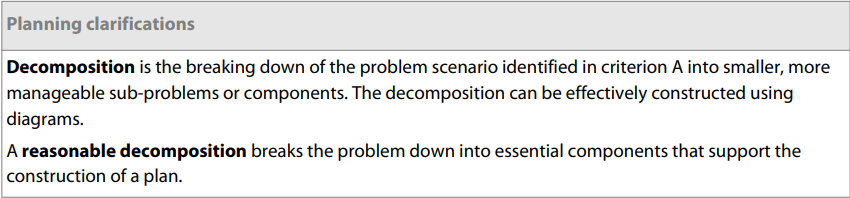 Planning clarifications
Decomposition is the breaking down of the problem scenario identified in criterion A into smaller, more
manageable sub-problems or components. The decomposition can be effectively constructed using
diagrams.
A reasonable decomposition breaks the problem down into essential components that support the
construction of a plan.